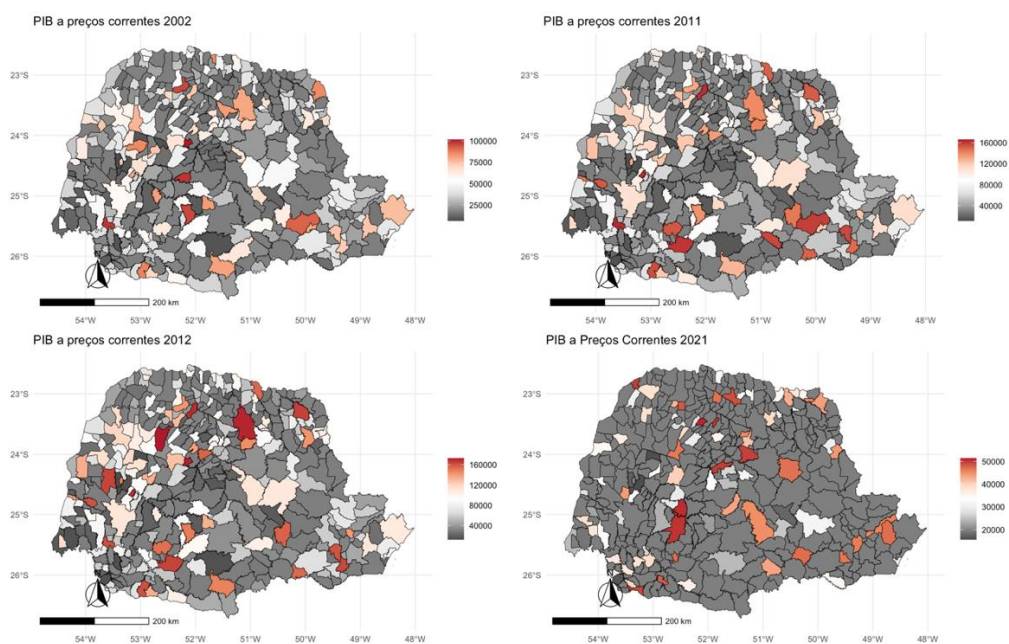 PIB a preços correntes 2002
23°S
24°S
25°S
26°S
100000
75000
50000
25000
200 km
54°W 53°W 52°W 51°W 50°W 49°W 48°W
PIB a preços correntes 2011
23°S
24°S
25°S
26°S
160000
120000
80000
40000
200 km
54°W 53°W 52°W 51°W 50°W 49°W 48°W
PIB a preços correntes 2012
23°S
24°S
25°S
26°S
160000
120000
80000
40000
200 km
54°W 53°W 52°W 51°W 50°W 49°W 48°W
PIB a Preços Correntes 2021
23°S
24°S
25°S
26°S
50000
40000
30000
20000
200 km
54°W 53°W 52°W 51°W 50°W 49°W 48°W